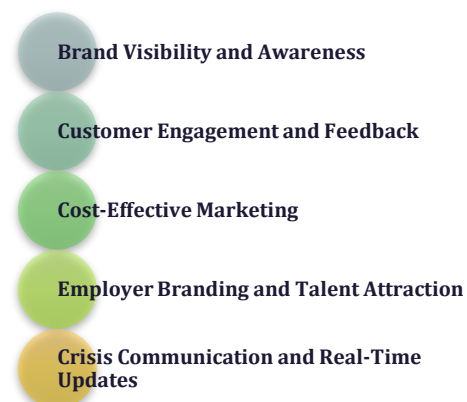 Brand Visibility and Awareness
Customer Engagement and Feedback
Cost-Effective Marketing
Employer Branding and Talent Attraction
Crisis Communication and Real-Time
Updates